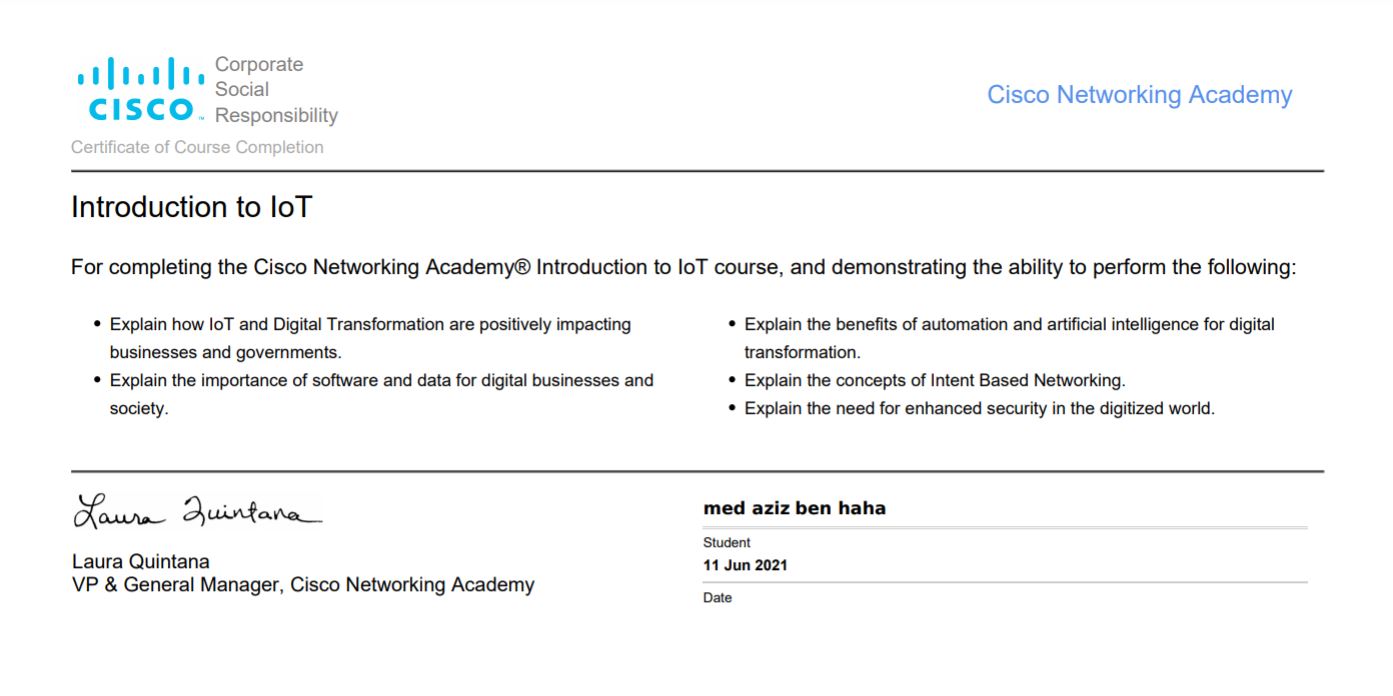 CISCO™
Corporate
Social
Responsibility
Cisco Networking Academy
Certificate of Course Completion
Introduction to IoT
For completing the Cisco Networking Academy® Introduction to IoT course, and demonstrating the ability to perform the following:
• Explain how IoT and Digital Transformation are positively impacting
businesses and governments.
• Explain the importance of software and data for digital businesses and
society.
• Explain the benefits of automation and artificial intelligence for digital
transformation.
• Explain the concepts of Intent Based Networking.
• Explain the need for enhanced security in the digitized world.
Laura Quintana
Laura Quintana
VP & General Manager, Cisco Networking Academy
med aziz ben haha
Student
11 Jun 2021
Date